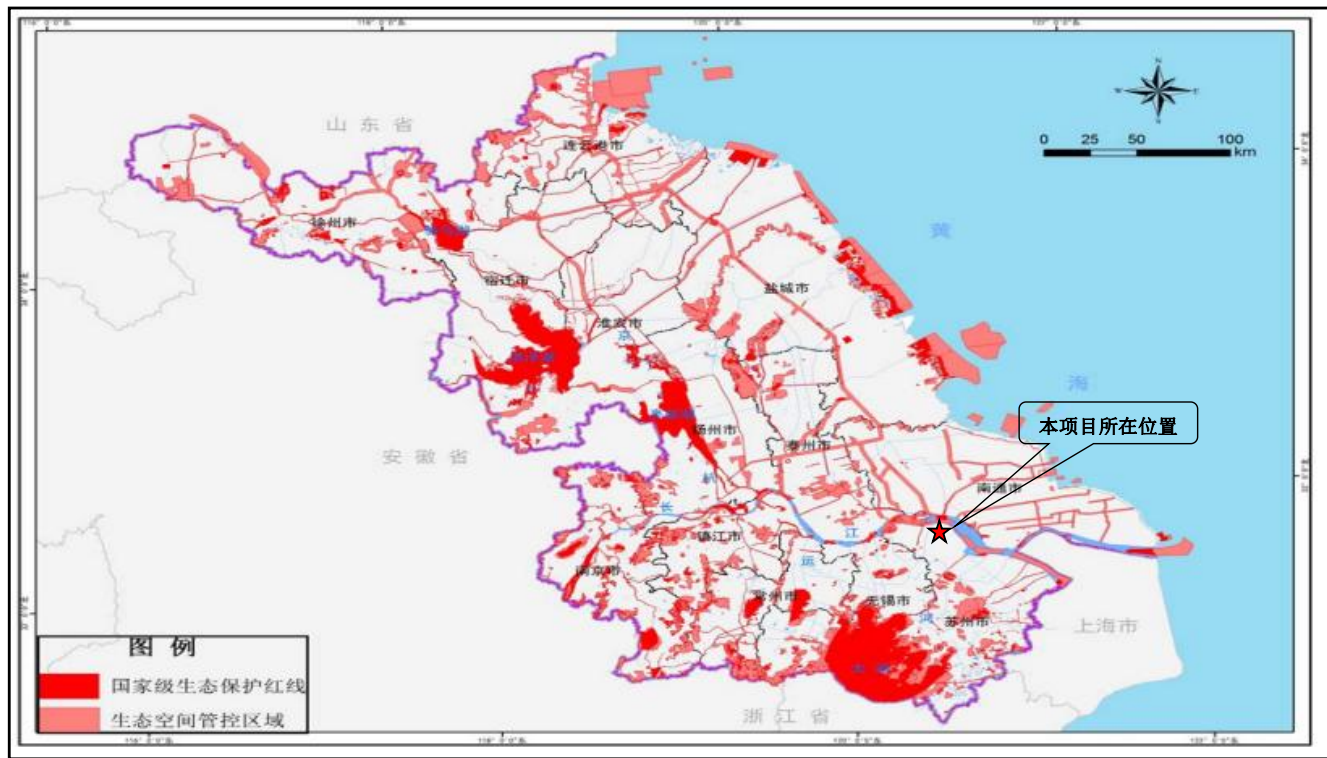 山东省
连云港市
徐州市
宿迁市
淮安市
盐城市
黄
海
0 25 50 100
km
N
W E
S
本项目所在位置
京
杭
运
河
安徽省
扬州市
泰州市
南通市
长
江
镇江市
南京市
常州市
无锡市
苏州市
太湖
上海市
浙江省
图 例
国家级生态保护红线
生态空间管控区域